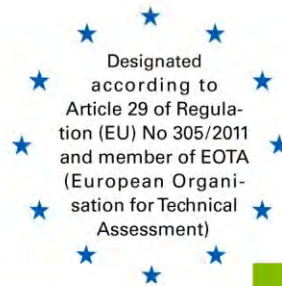 Designated
according to
Article 29 of Regula-
tion (EU) No 305/2011
and member of EOTA
(European Organi-
sation for Technical
Assessment)